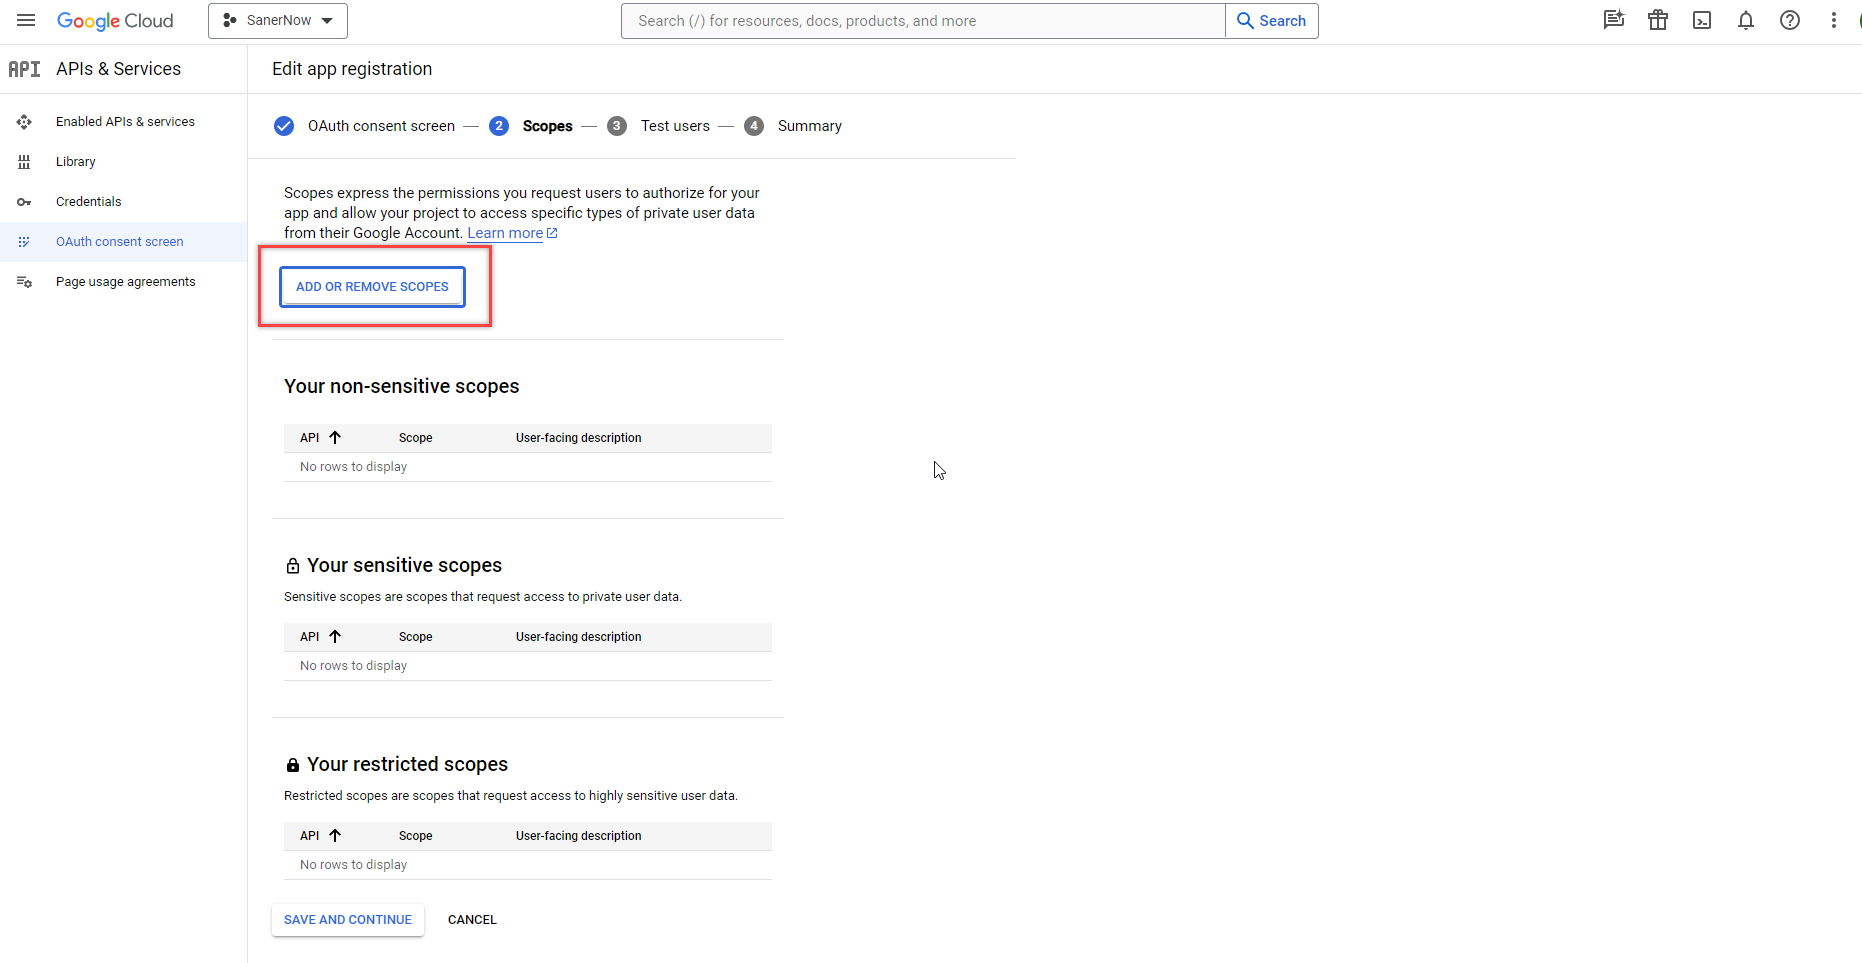 Google Cloud
SanerNow
Search (/) for resources, docs, products, and more
Search
API APIs & Services
Edit app registration
Enabled APIs & services
Library
Credentials
OAuth consent screen
Page usage agreements
OAuth consent screen — 2 Scopes — 3 Test users — 4 Summary
Scopes express the permissions you request users to authorize for your
app and allow your project to access specific types of private user data
from their Google Account. Learn more
ADD OR REMOVE SCOPES
Your non-sensitive scopes
API Scope User-facing description
No rows to display
Your sensitive scopes
Sensitive scopes are scopes that request access to private user data.
API Scope User-facing description
No rows to display
Your restricted scopes
Restricted scopes are scopes that request access to highly sensitive user data.
API Scope User-facing description
No rows to display
SAVE AND CONTINUE CANCEL